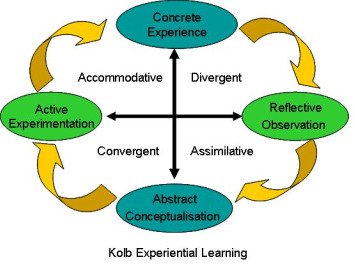 Concrete
Experience
Accommodative
Divergent
Active
Experimentation
Reflective
Observation
Convergent
Assimilative
Abstract
Conceptualisation
Kolb Experiential Learning